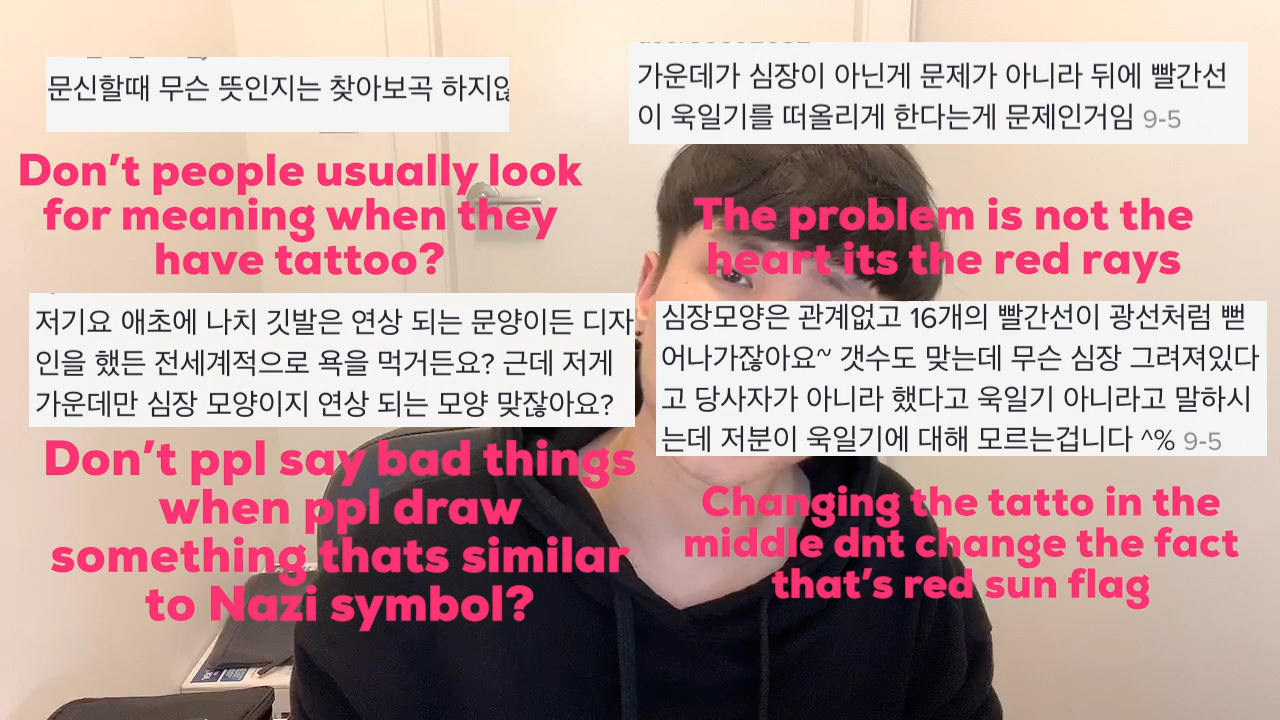 문신할때 무슨 뜻인지는 찾아보곡 하지
Don't people usually look
for meaning when they
have tattoo?
가운데가 심장이 아닌게 문제가 아니라 뒤에 빨간선
이 욱일기를 떠올리게 한다는게 문제인거임 9-5
The problem is not the
heart its the red rays
저기요 애초에 나치 깃발은 연상 되는 문양이든 디자
인을 했든 전세계적으로 욕을 먹거든요? 근데 저게
가운데만 심장 모양이지 연상 되는 모양 맞잖아요?
Don't ppl say bad things
when ppl draw
something thats similar
to Nazi symbol?
심장모양은 관계없고 16개의 빨간선이 광선처럼 뻗
어나가잖아요~ 갯수도 맞는데 무슨 심장 그려져있다
고 당사자가 아니라 했다고 욱일기 아니라고 말하시
는데 저분이 욱일기에 대해 모르는겁니다 ^% 9-5
Changing the tatto in the
middle dnt change the fact
that's red sun flag